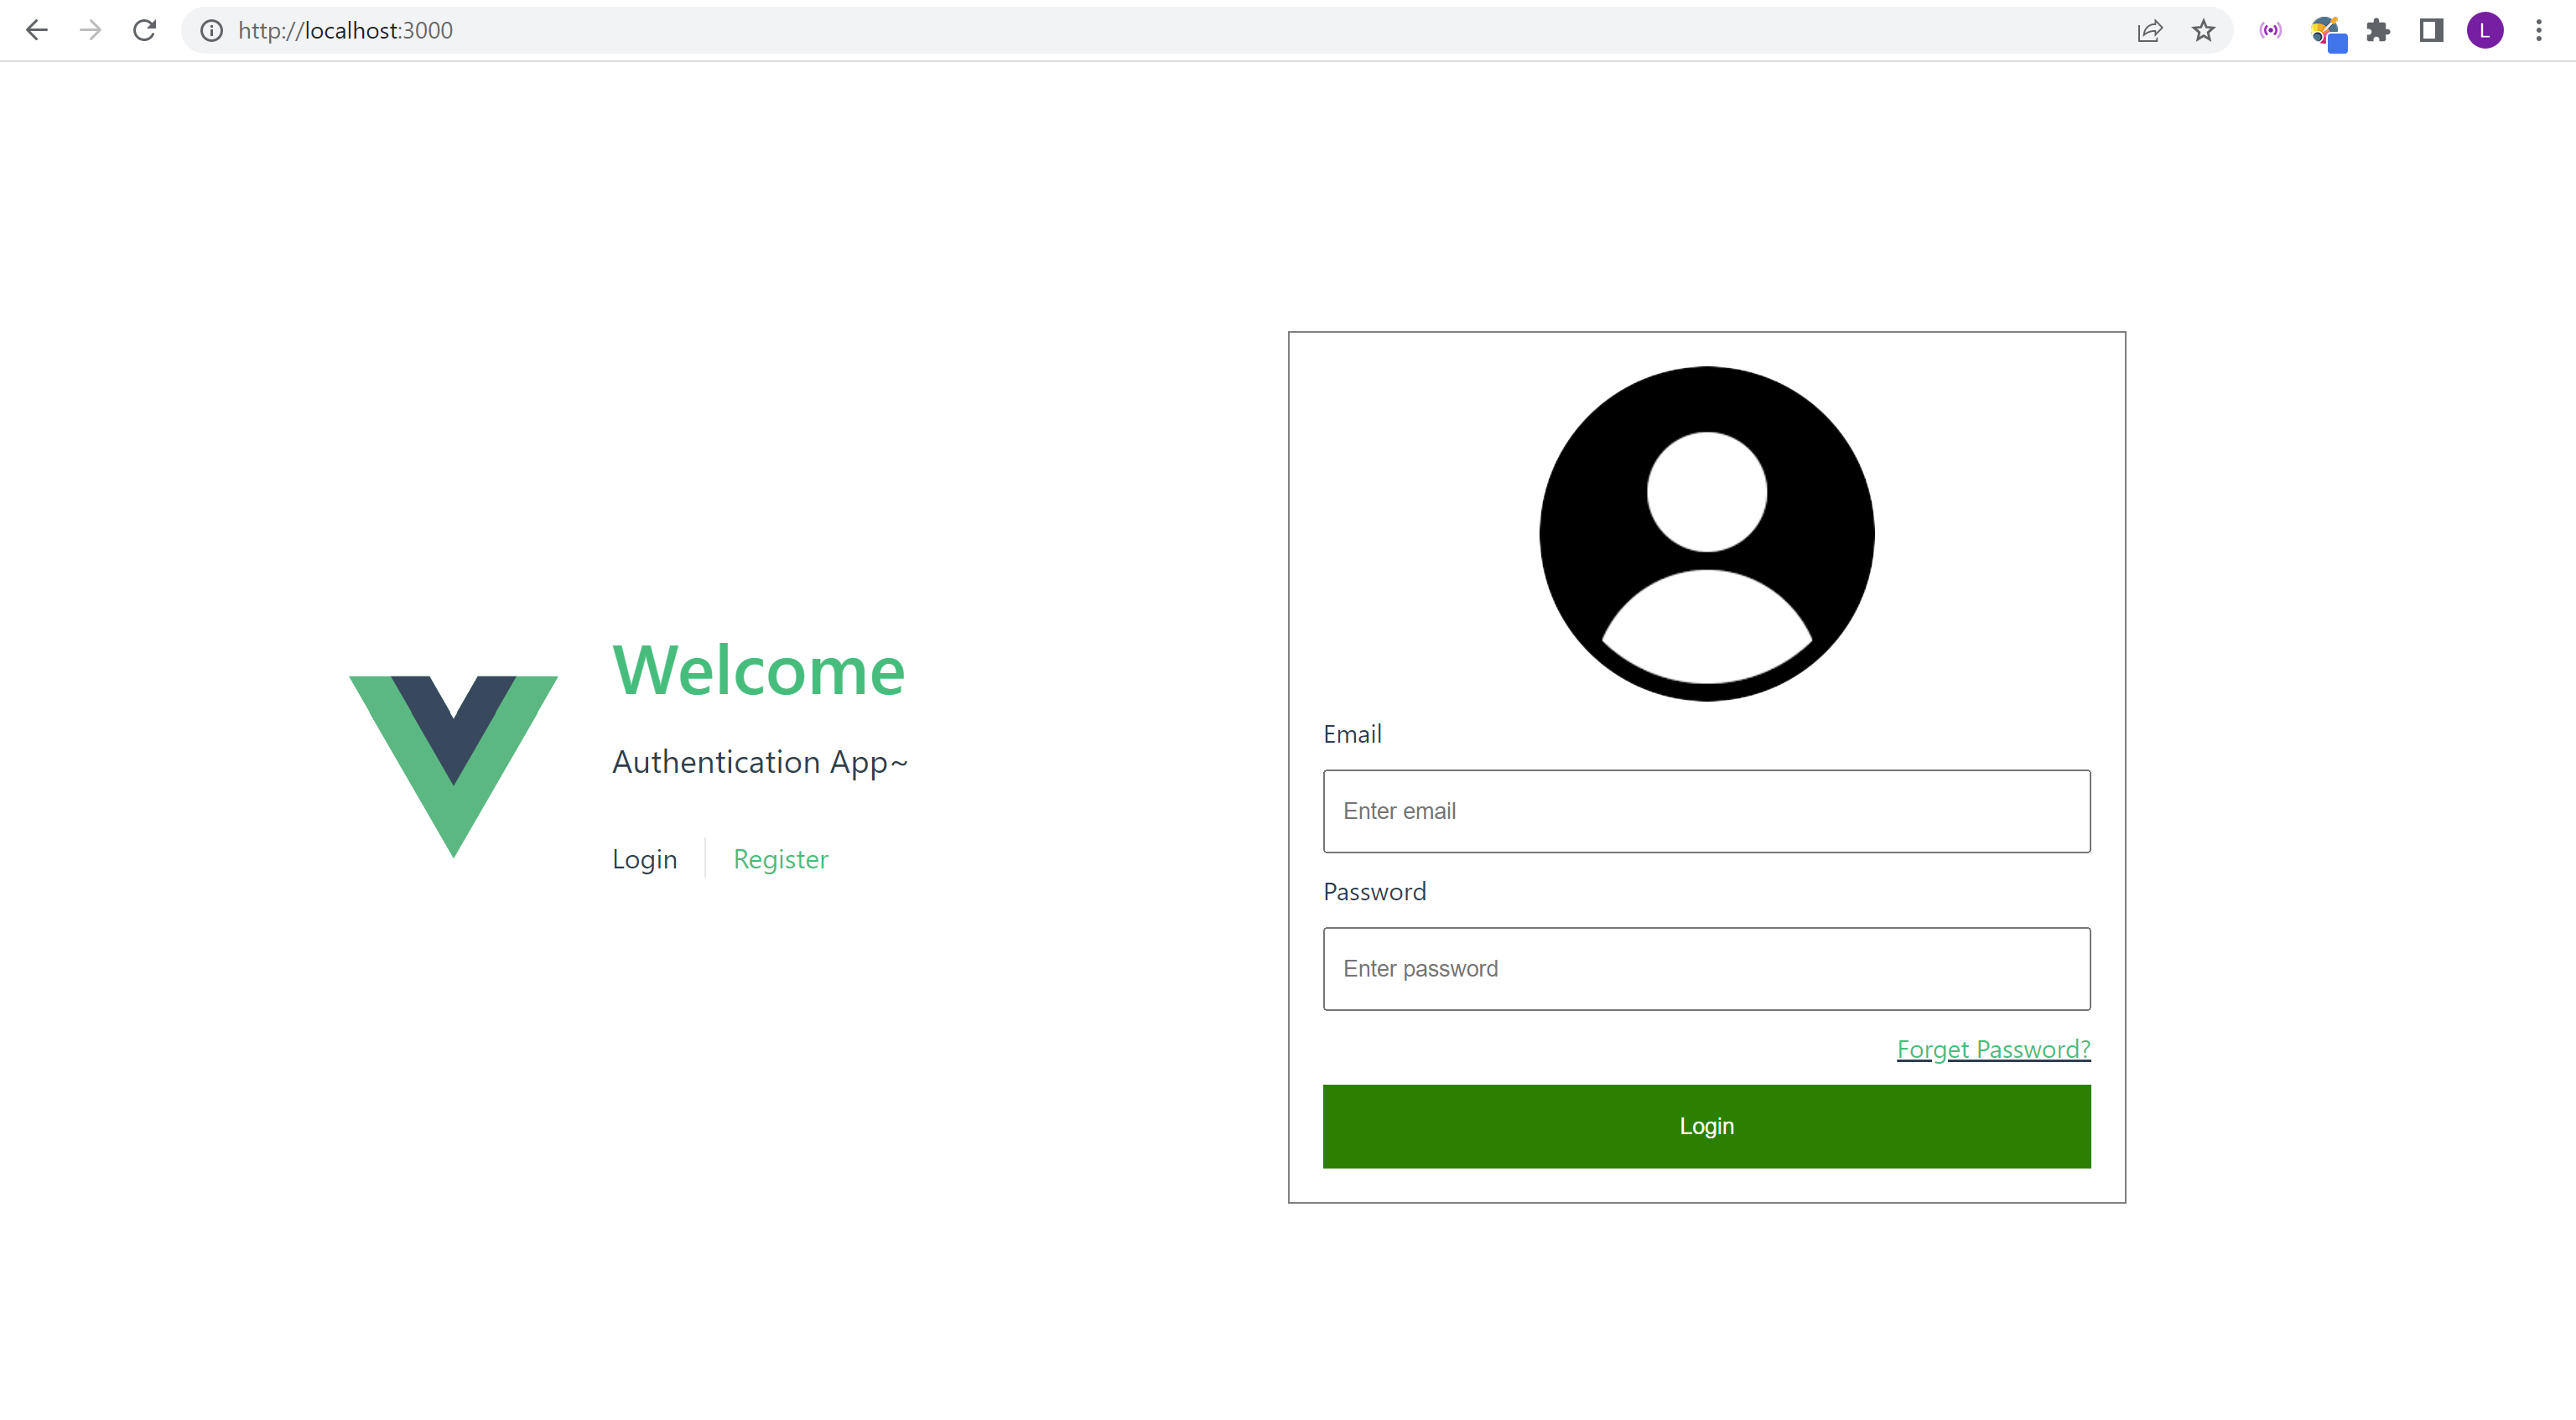 http://localhost:3000
L
Welcome
Authentication App~
Login
Register
Email
Enter email
Password
Enter password
Forget Password?
Login